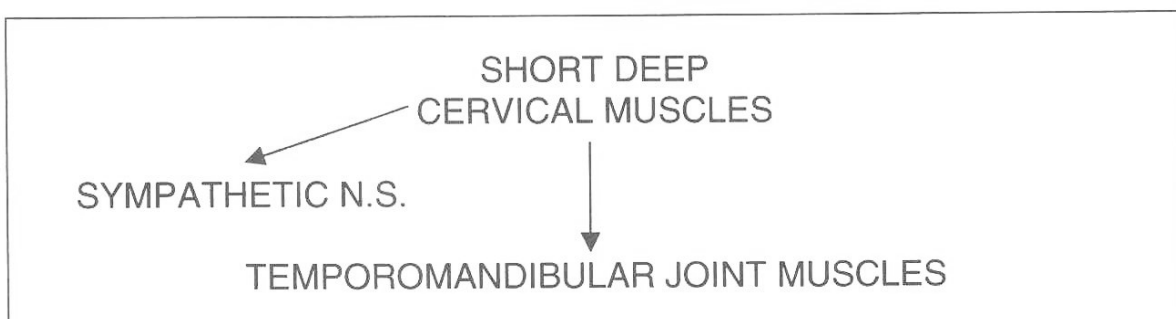 SHORT DEEP
CERVICAL MUSCLES
SYMPATHETIC N.S.
TEMPOROMANDIBULAR JOINT MUSCLES